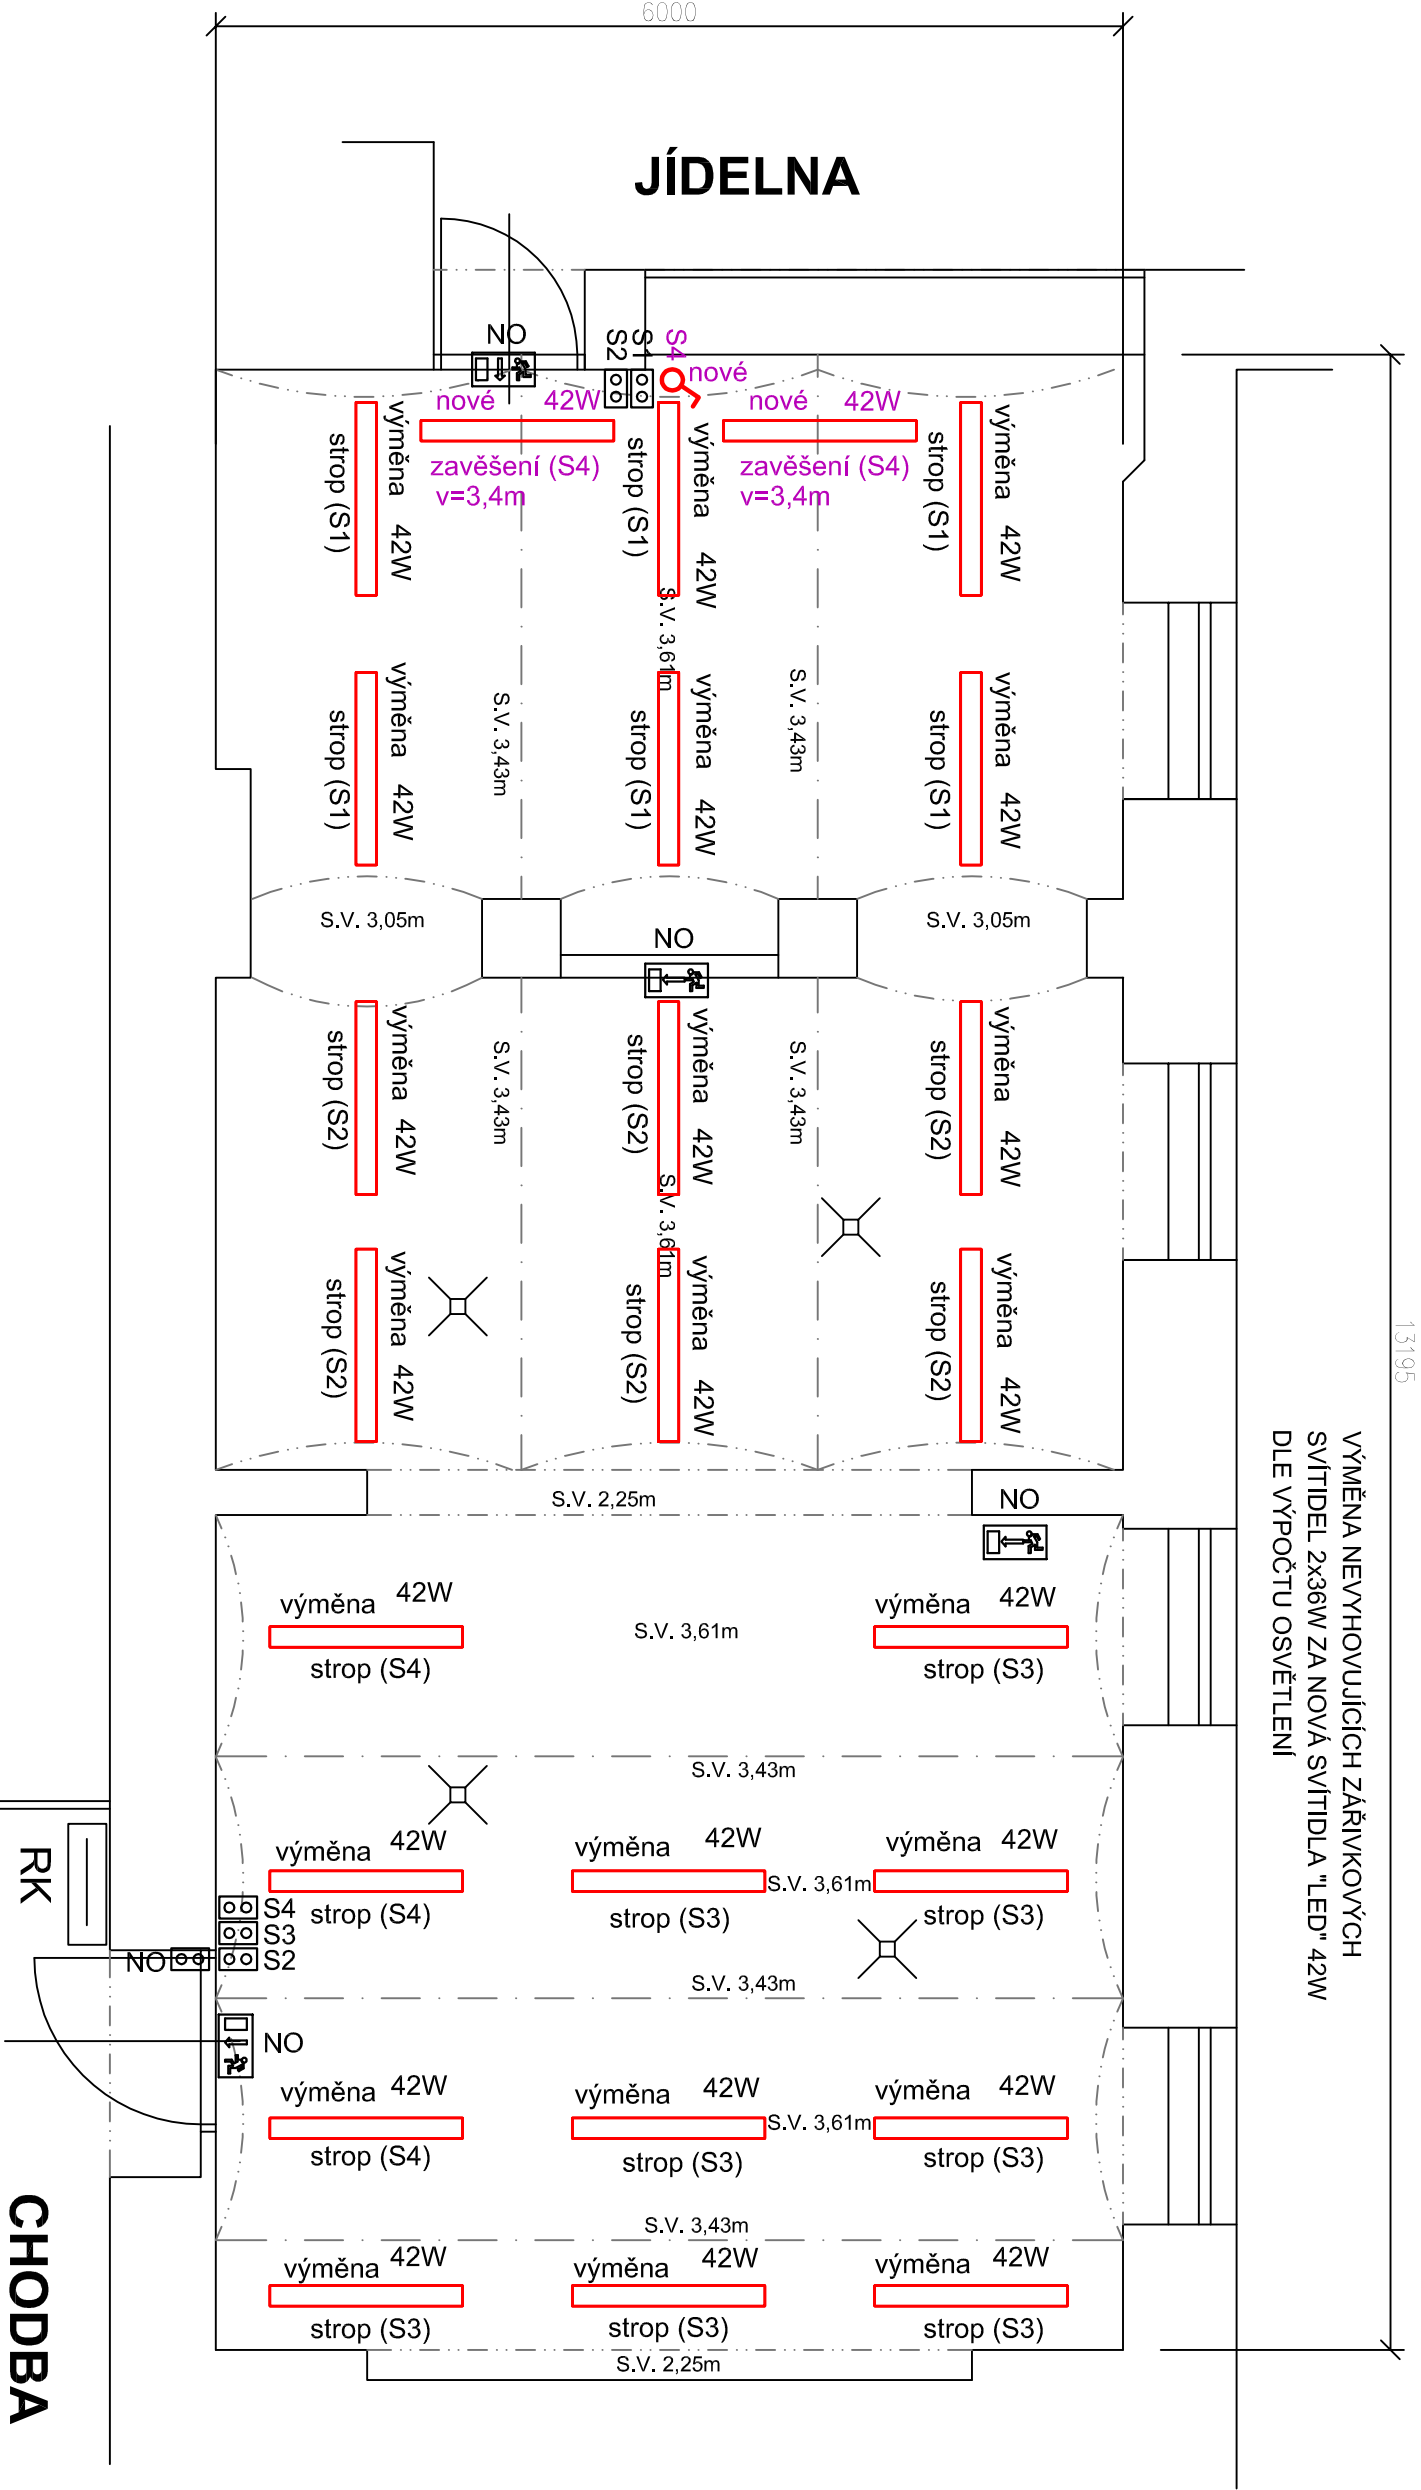 6000
JÍDELNA
NO
S2
S1
S4
nové
nové 42W
zavěšení (S4)
v=3,4m
nové 42W
zavěšení (S4)
v=3,4m
výměna 42W
strop (S1)
výměna 42W
strop (S1)
výměna 42W
strop (S1)
S.V. 3,61m
výměna 42W
strop (S1)
S.V. 3,43m
výměna 42W
strop (S1)
S.V. 3,43m
výměna 42W
strop (S1)
S.V. 3,05m
NO
S.V. 3,05m
výměna 42W
strop (S2)
S.V. 3,43m
výměna 42W
strop (S2)
S.V. 3,43m
výměna 42W
strop (S2)
S.V. 3,61m
výměna 42W
strop (S2)
výměna 42W
strop (S2)
výměna 42W
strop (S2)
13195
VÝMĚNA NEVYHOVUJÍCÍCH ZÁŘIVKOVÝCH
SVÍTIDEL 2x36W ZA NOVÁ SVÍTIDLA "LED" 42W
DLE VÝPOČTU OSVĚTLENÍ
S.V. 2,25m
NO
výměna 42W
strop (S4)
S.V. 3,61m
výměna 42W
strop (S3)
S.V. 3,43m
výměna 42W
strop (S4)
výměna 42W
strop (S3)
S.V. 3,61m
výměna 42W
strop (S3)
RK
S4
S3
S2
NO
S.V. 3,43m
NO
výměna 42W
strop (S4)
výměna 42W
strop (S3)
S.V. 3,61m
výměna 42W
strop (S3)
S.V. 3,43m
výměna 42W
strop (S3)
výměna 42W
strop (S3)
výměna 42W
strop (S3)
S.V. 2,25m
CHODBA